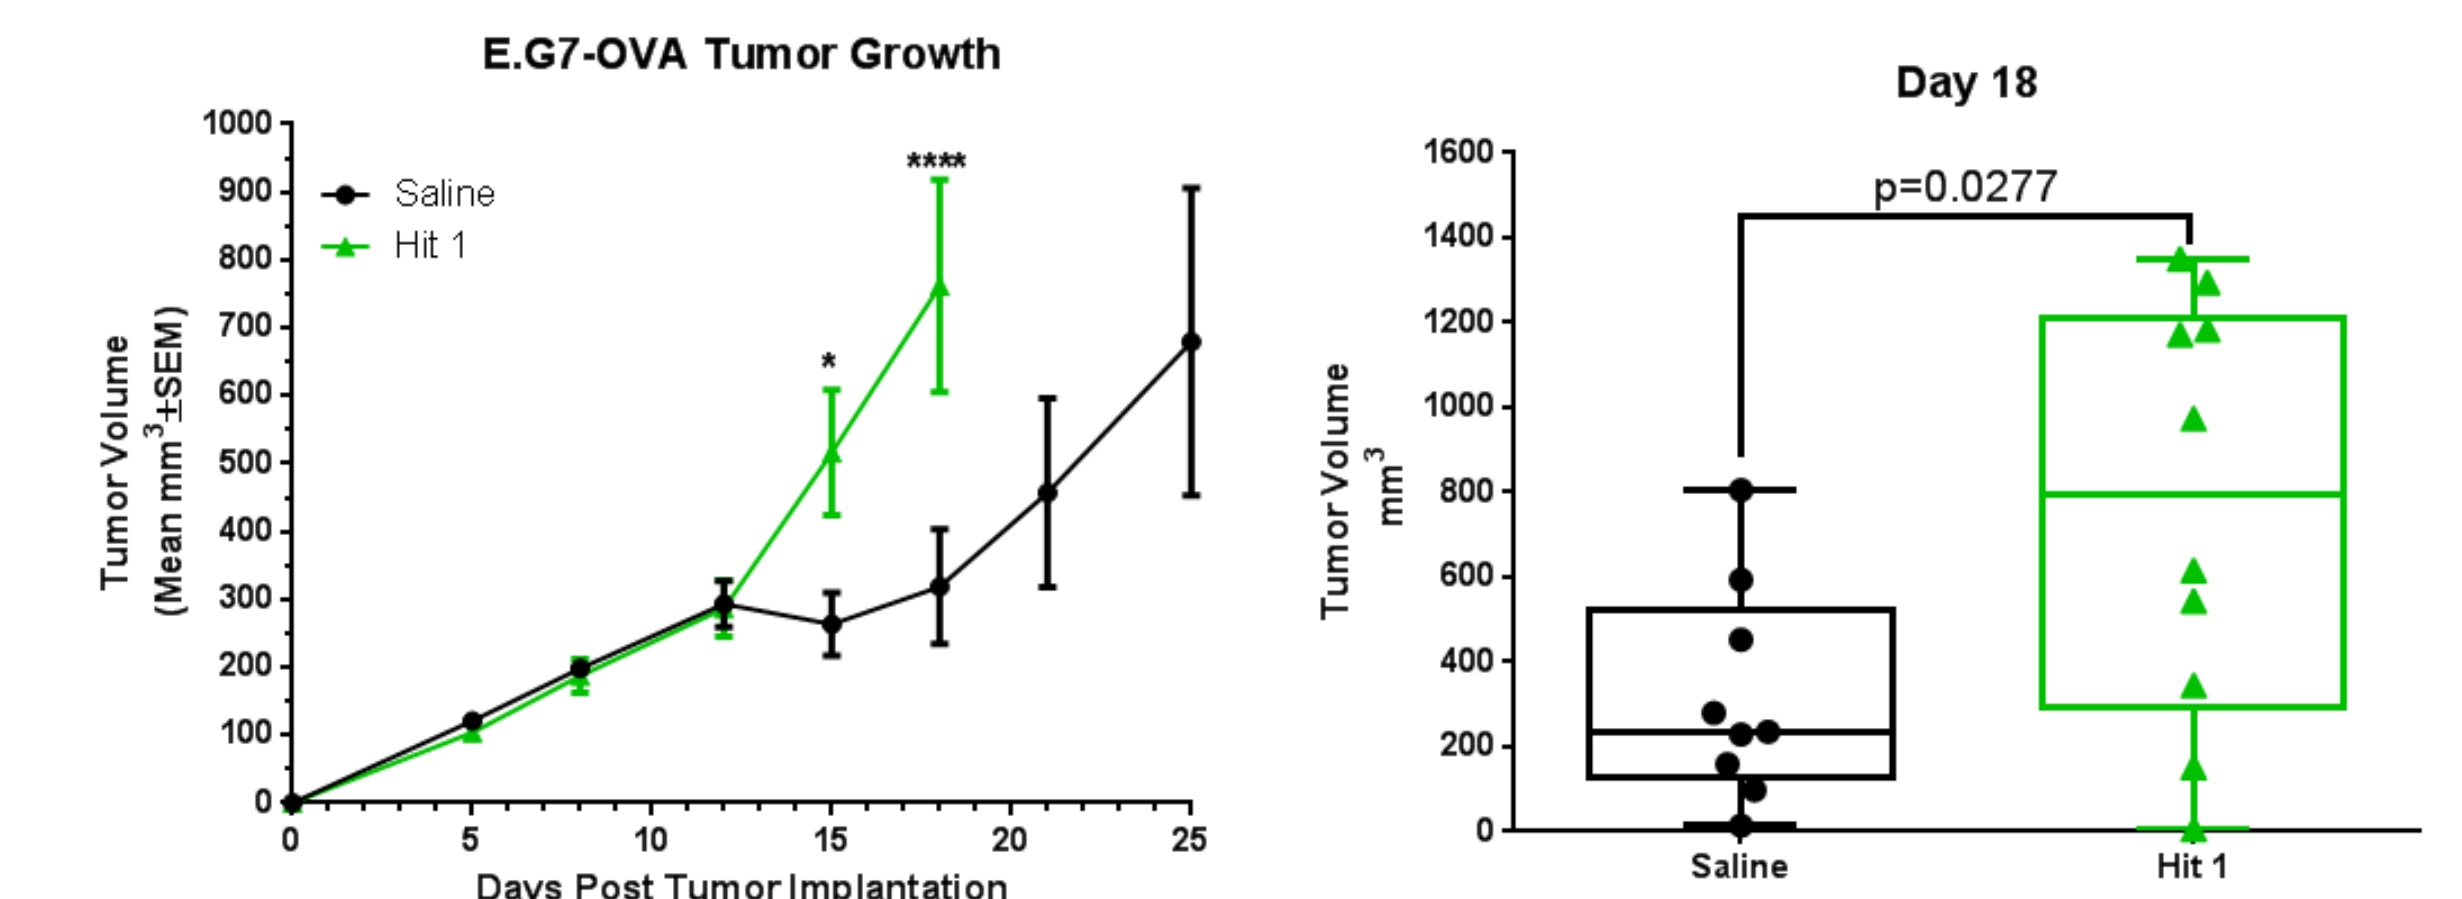 E.G7-OVA Tumor Growth
Tumor Volume
(Mean mm³±SEM)
1000
900
800
700
600
500
400
300
200
100
0
Saline
Hit 1
*
****
0 5 10 15 20 25
Days Post Tumor Implantation
Day 18
Tumor Volume
mm³
1600
1400
1200
1000
800
600
400
200
0
p=0.0277
Saline Hit 1